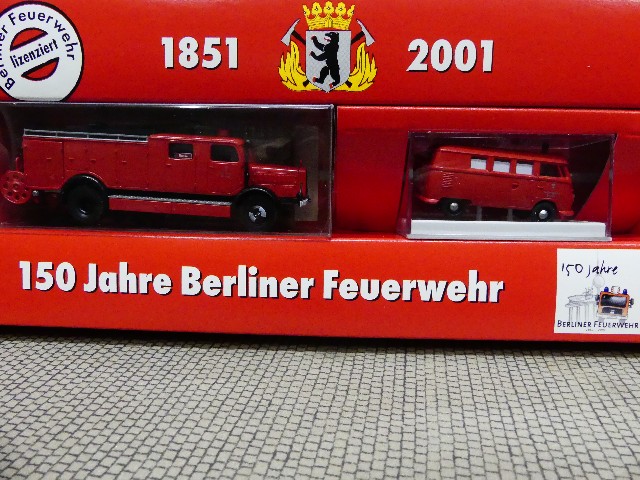 Berliner Feuerwehr
lizenziert
1851 2001
150 Jahre Berliner Feuerwehr
150 Jahre
BERLINER FEUERWEHR